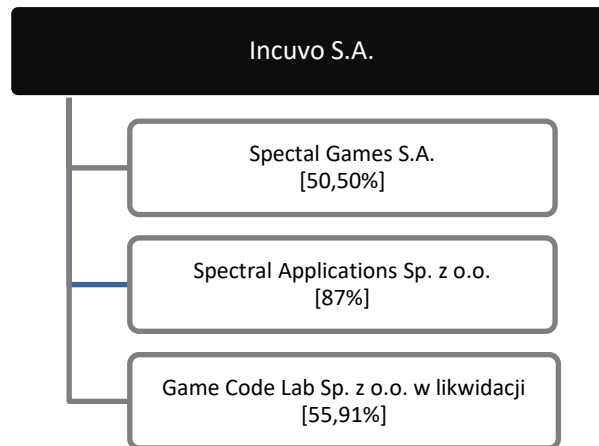 Incuvo S.A.
Spectal Games S.A.
[50,50%]
Spectral Applications Sp. z o.o.
[87%]
Game Code Lab Sp. z o.o. w likwidacji
[55,91%]